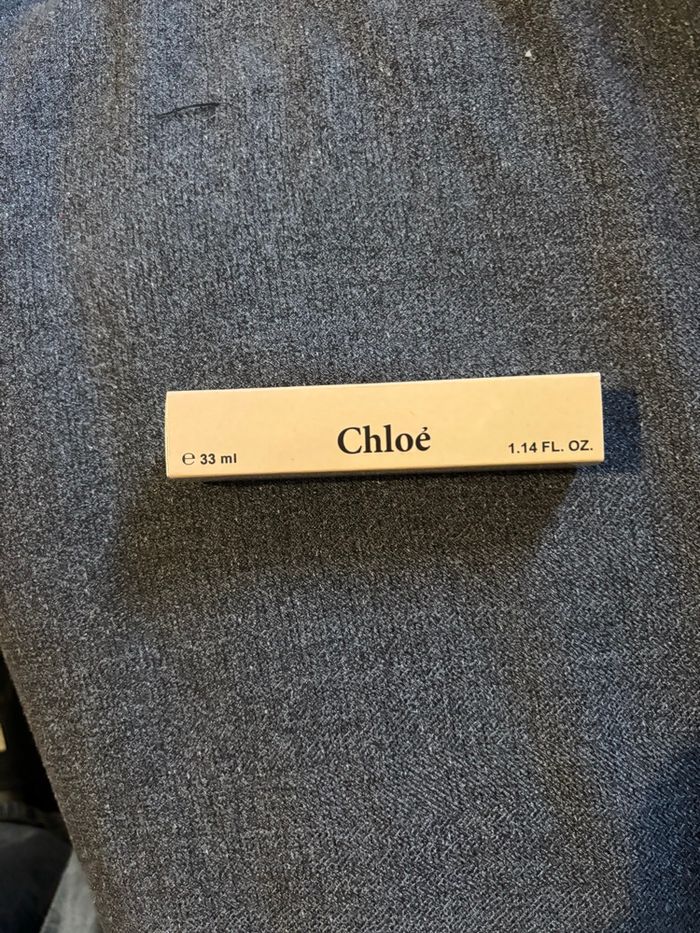 ℮ 33 ml Chloé 1.14 FL. OZ.